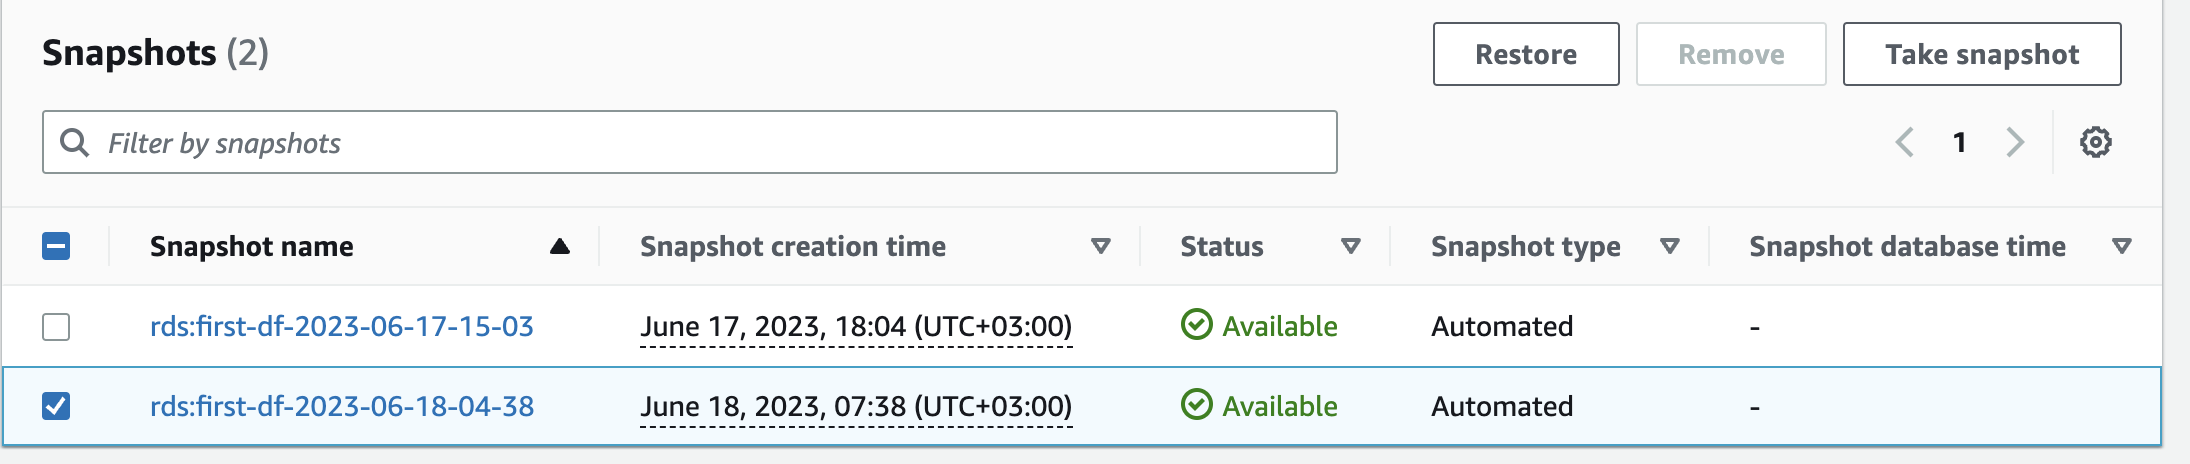 Snapshots (2)
Restore
Remove
Take snapshot
Filter by snapshots
1
Snapshot name Snapshot creation time Status Snapshot type Snapshot database time
rds:first-df-2023-06-17-15-03 June 17, 2023, 18:04 (UTC+03:00) Available Automated -
rds:first-df-2023-06-18-04-38 June 18, 2023, 07:38 (UTC+03:00) Available Automated -